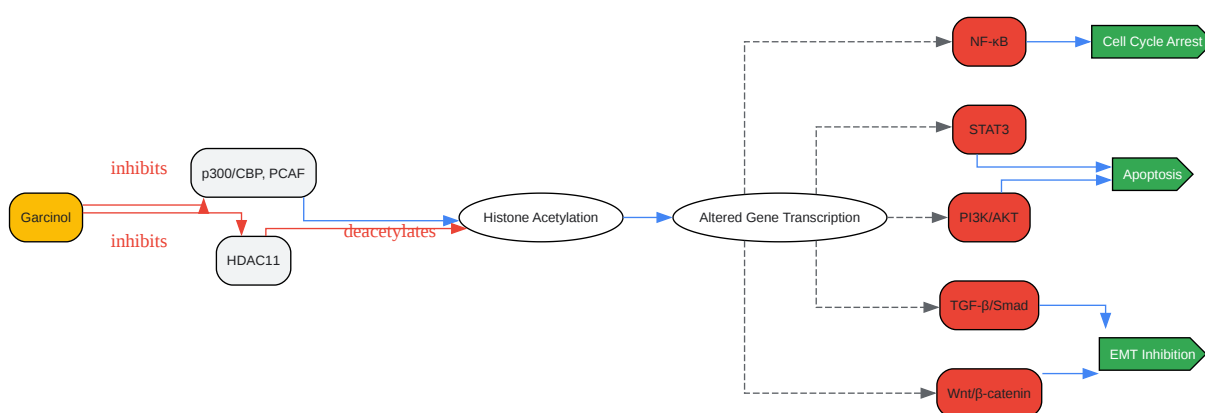 Garcinol
inhibits
inhibits
p300/CBP, PCAF
HDAC11
deacetylates
Histone Acetylation
Altered Gene Transcription
NF-κB
STAT3
PI3K/AKT
TGF-β/Smad
Wnt/β-catenin
Cell Cycle Arrest
Apoptosis
EMT Inhibition